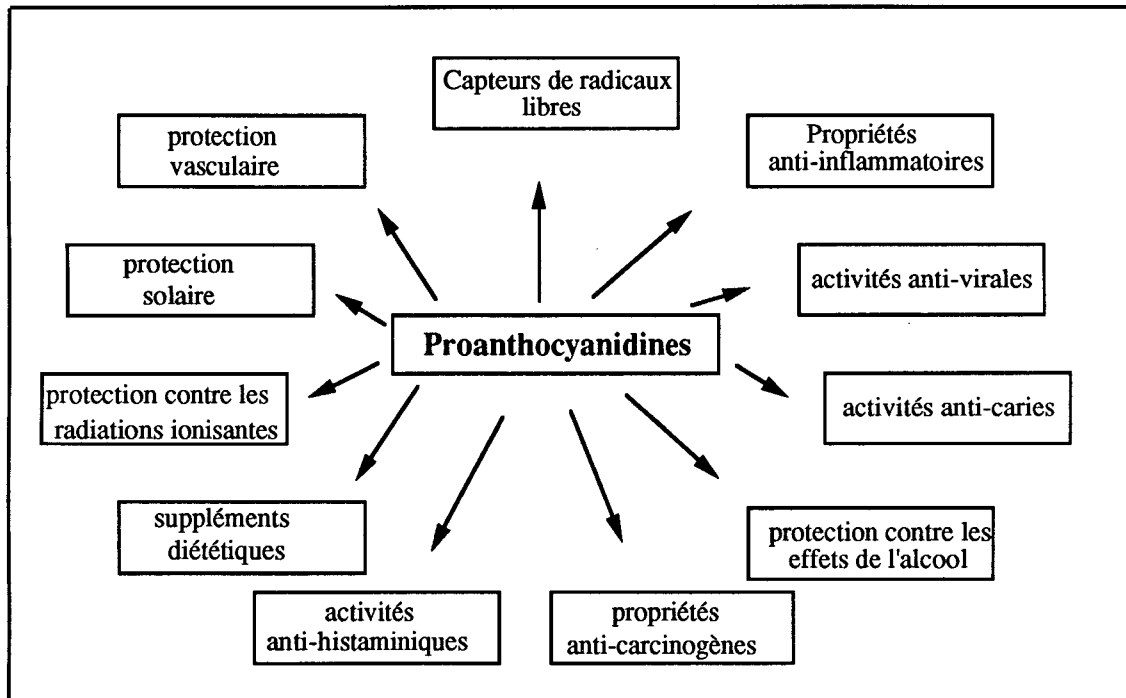 Capteurs de radicaux
libres
protection
vasculaire
Propriétés
anti-inflammatoires
protection
solaire
activités anti-virales
Proanthocyanidines
protection contre les
radiations ionisantes
activités anti-caries
suppléments
diététiques
protection contre les
effets de l'alcool
activités
anti-histaminiques
propriétés
anti-carcinogènes